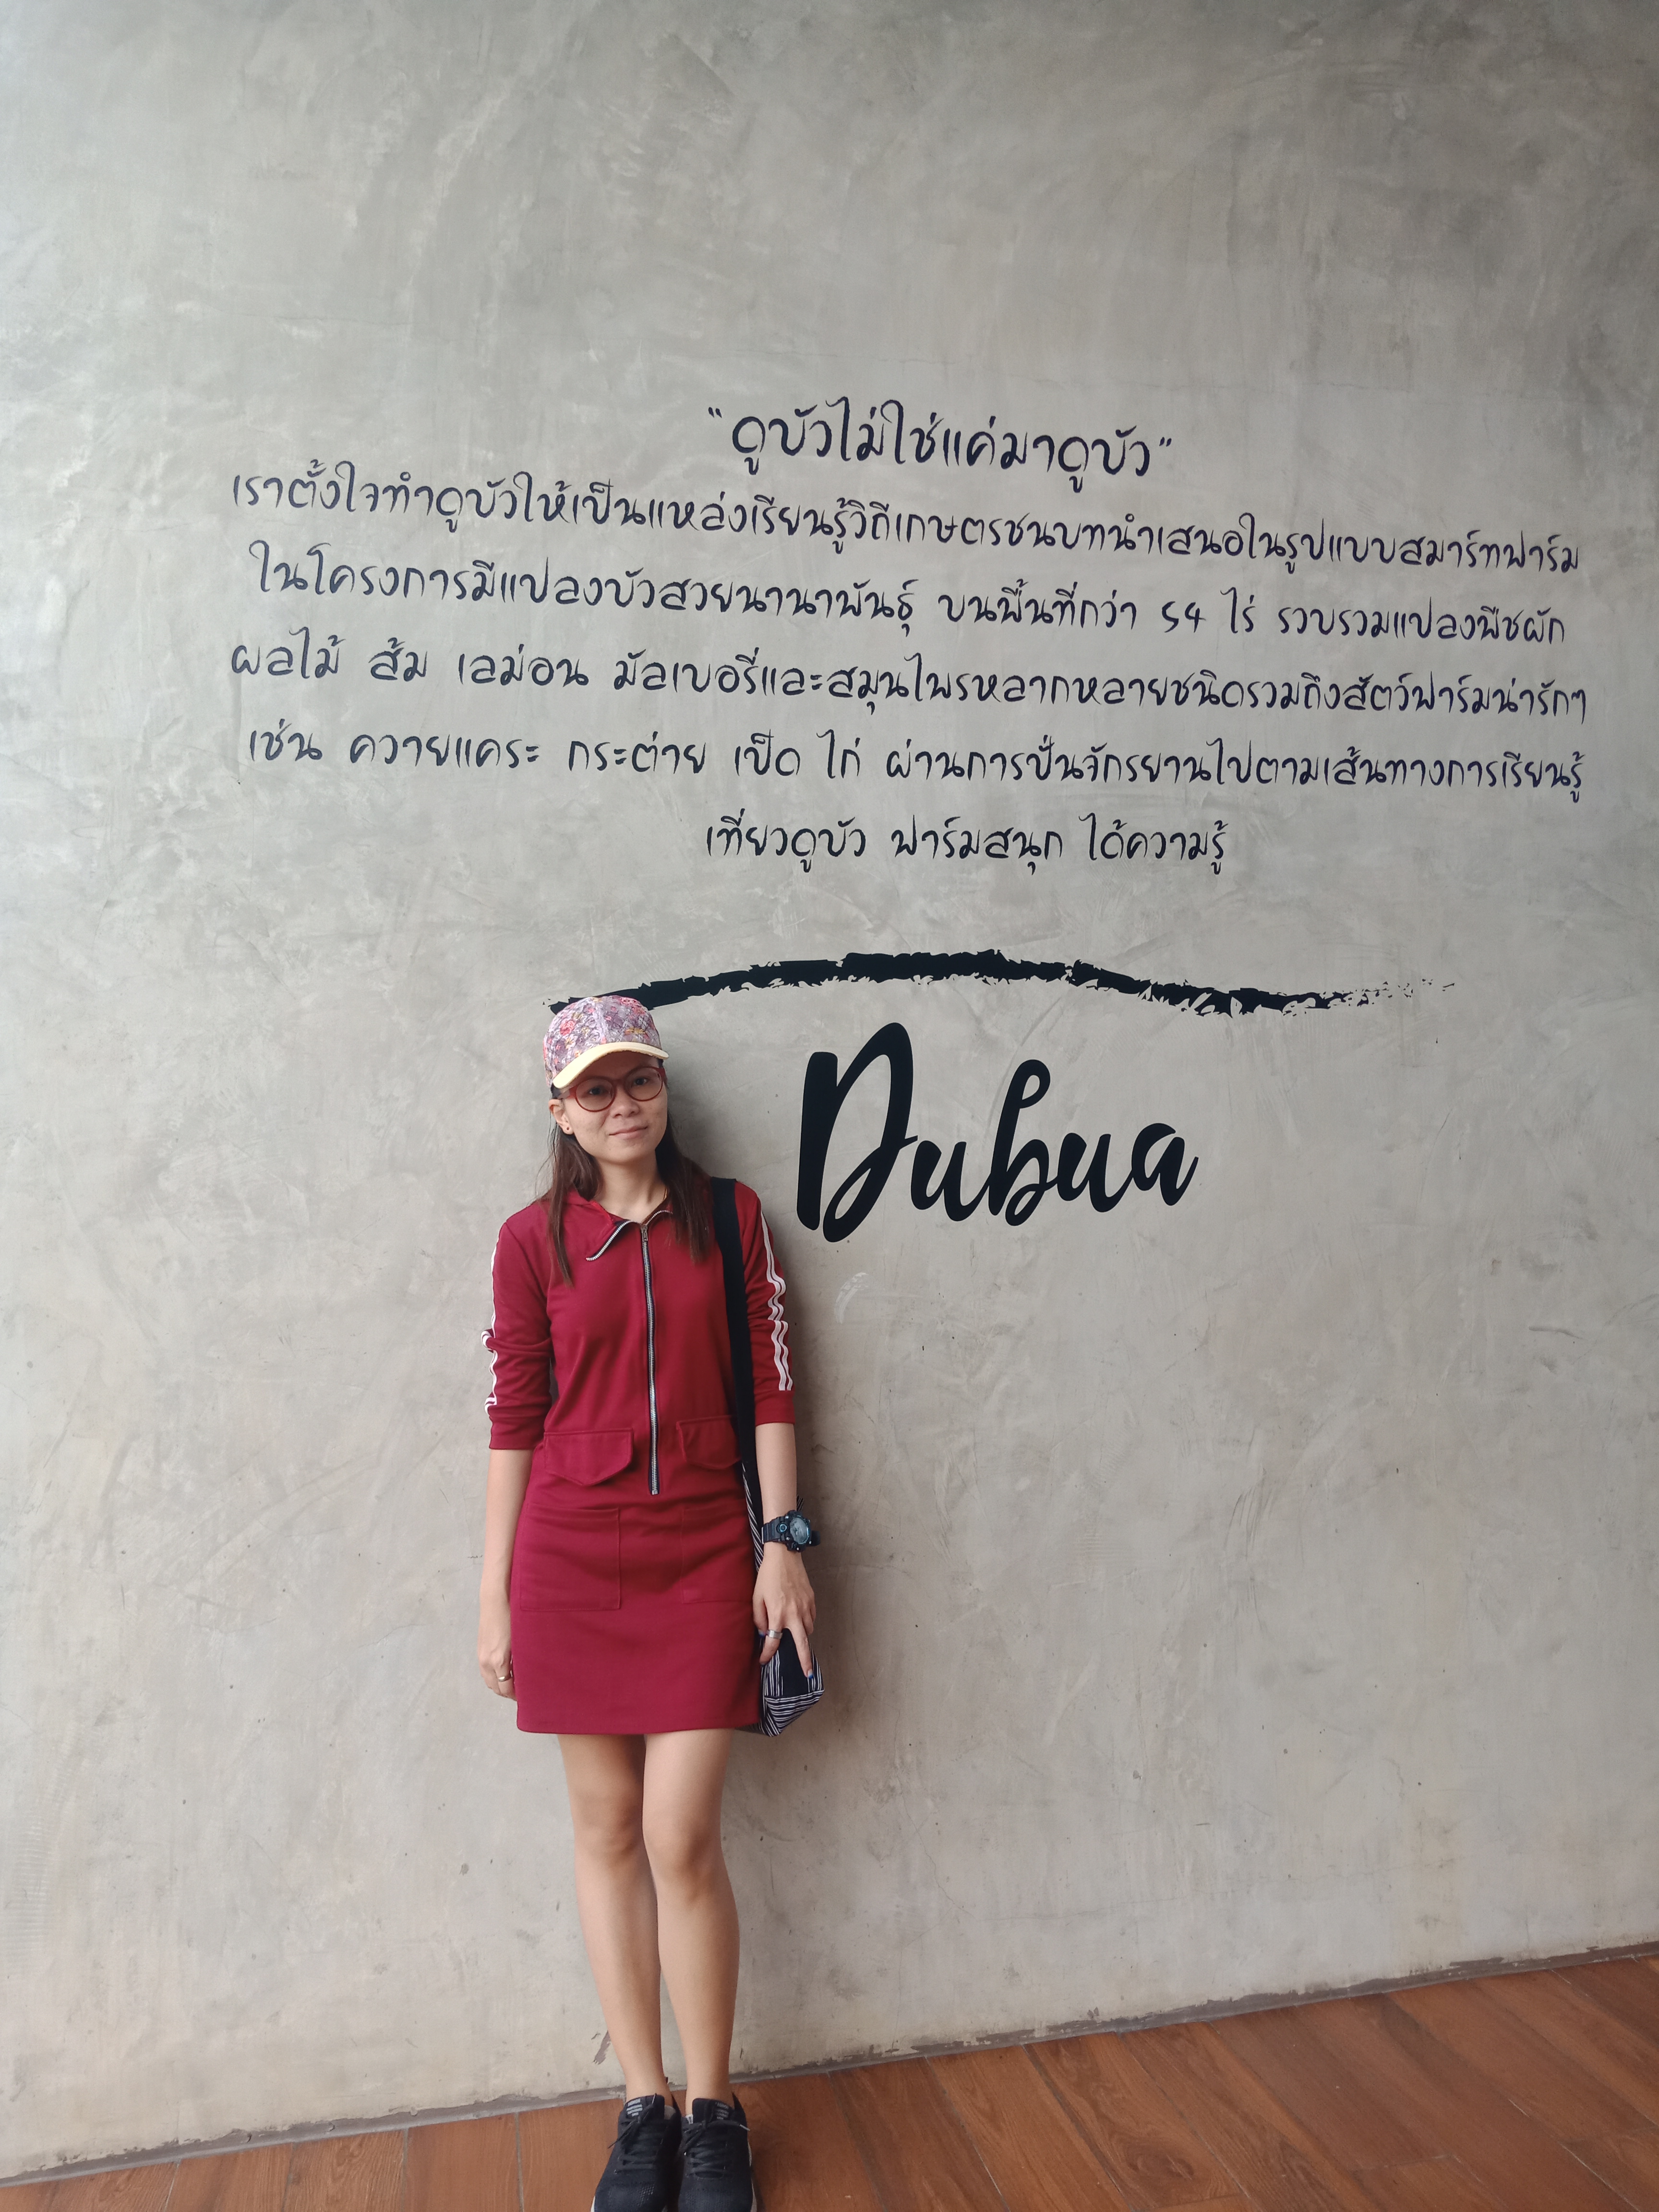 "ดูบัวไม่ใช่แค่มาดูบัว"
เราตั้งใจทำดูบัวให้เป็นแหล่งเรียนรู้วิถีเกษตรชนบทนำเสนอในรูปแบบสมาร์ทฟาร์ม
ในโครงการมีแปลงบัวสวยนานาพันธุ์ บนพื้นที่กว่า 54 ไร่ รวบรวมแปลงพืชผัก
ผลไม้ ส้ม เลม่อน มัลเบอรี่และสมุนไพรหลากหลายชนิดรวมถึงสัตว์ฟาร์มน่ารักๆ
เช่น ควายแคระ กระต่าย เป็ด ไก่ ผ่านการปั่นจักรยานไปตามเส้นทางการเรียนรู้
เที่ยวดูบัว ฟาร์มสนุก ได้ความรู้
Dubua